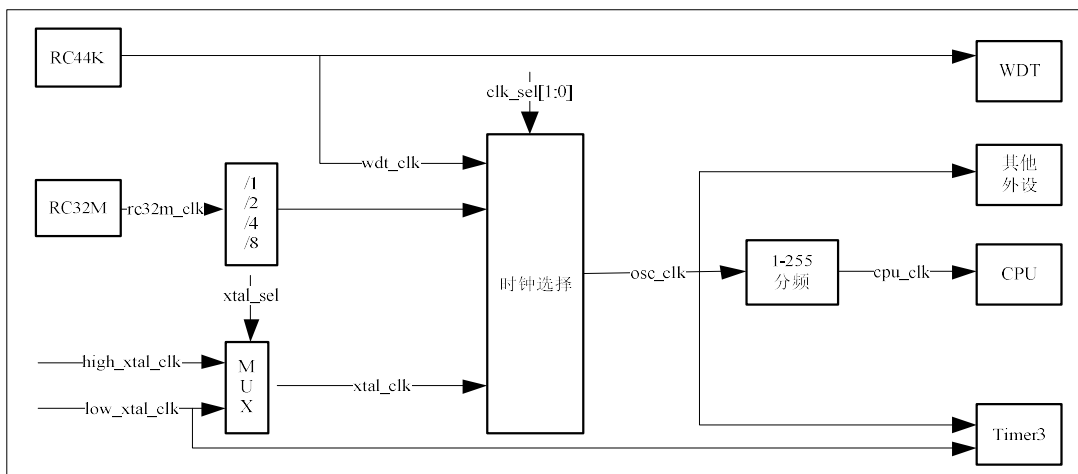 RC44K
WDT
clk_sel[1:0]
wdt_clk
其他
外设
RC32M
rc32m_clk
/1
/2
/4
/8
时钟选择
osc_clk
1-255
分频
cpu_clk
CPU
xtal_sel
high_xtal_clk
low_xtal_clk
M
U
X
xtal_clk
Timer3